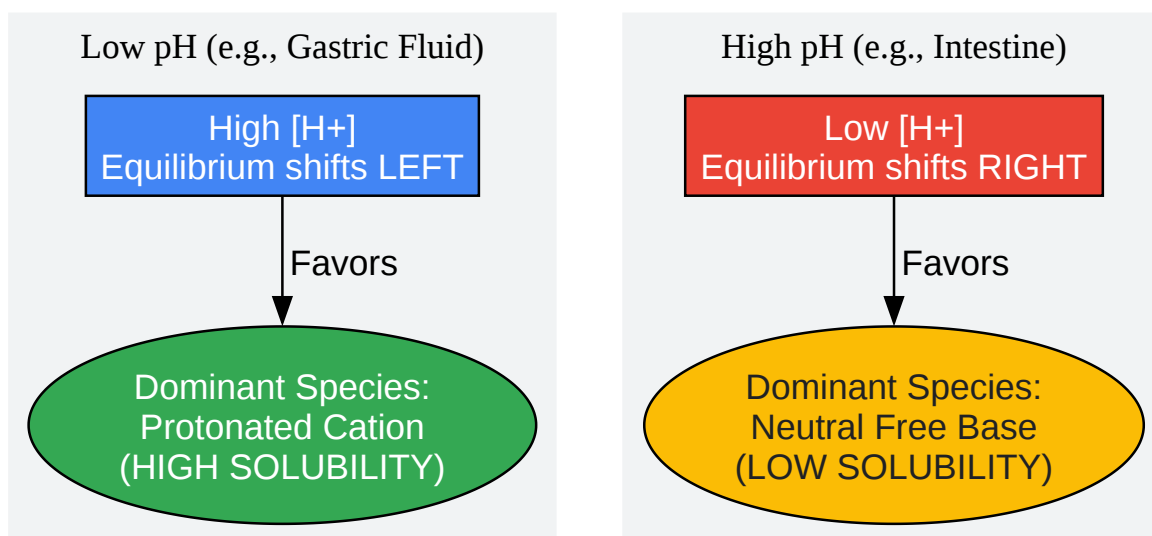 Low pH (e.g., Gastric Fluid)
High [H+]
Equilibrium shifts LEFT
Favors
Dominant Species:
Protonated Cation
(HIGH SOLUBILITY)
High pH (e.g., Intestine)
Low [H+]
Equilibrium shifts RIGHT
Favors
Dominant Species:
Neutral Free Base
(LOW SOLUBILITY)